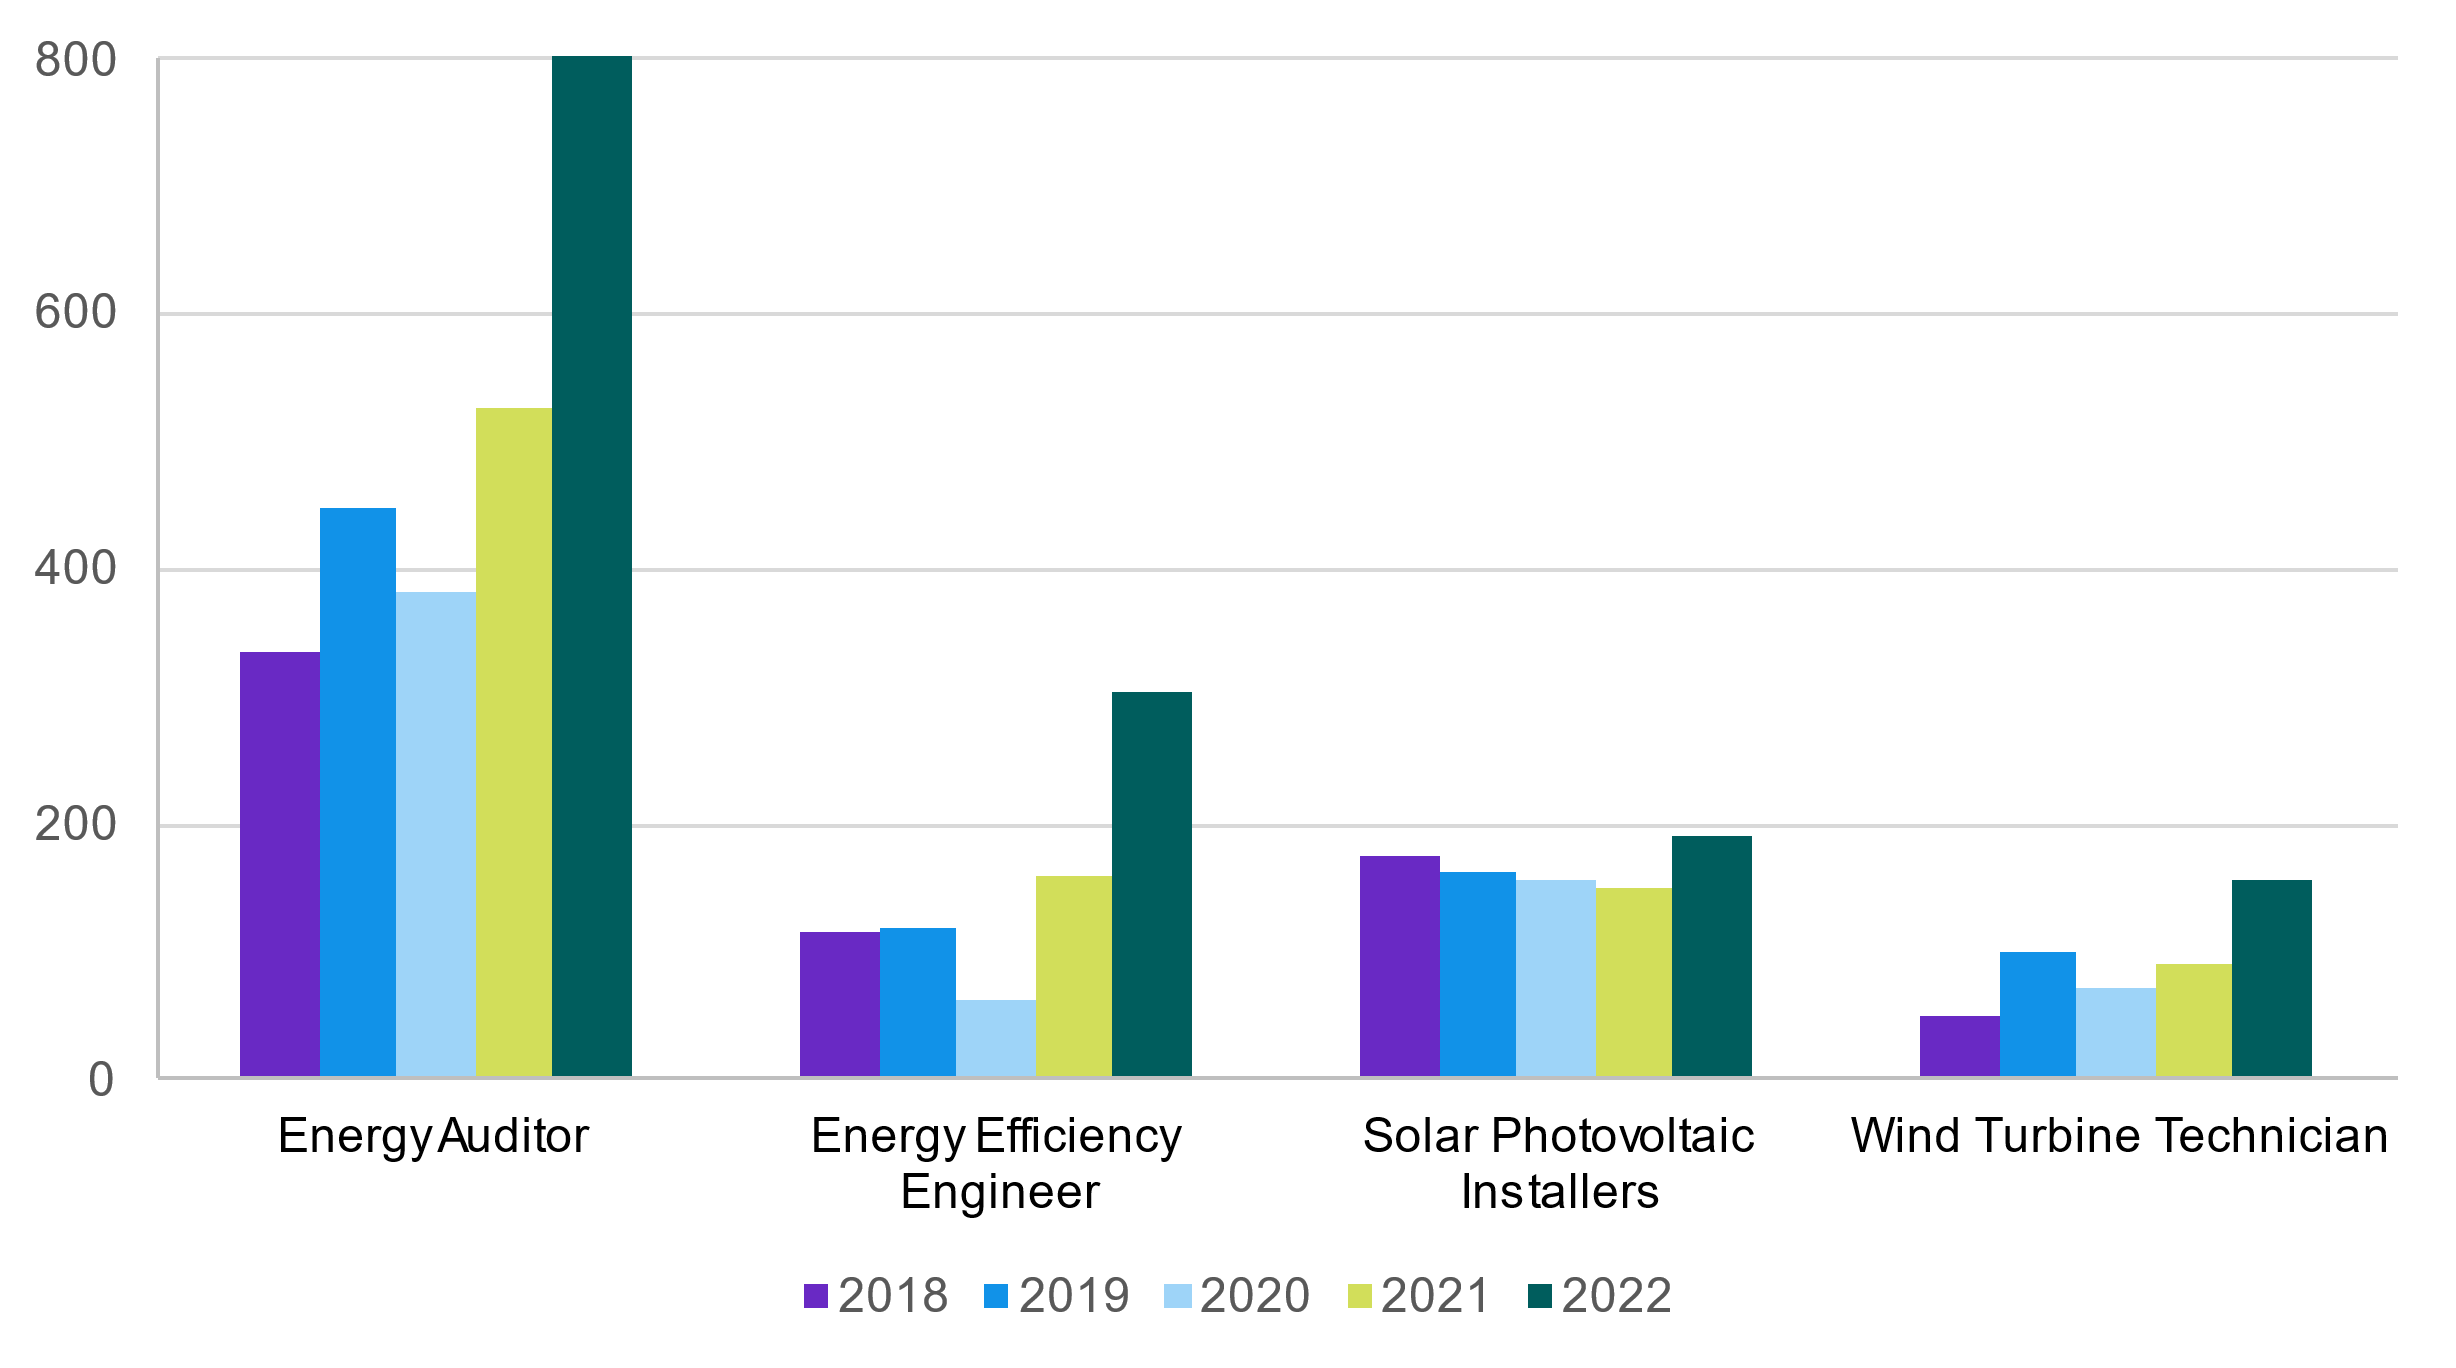 800
600
400
200
0
Energy Auditor
Energy Efficiency
Engineer
Solar Photovoltaic
Installers
Wind Turbine Technician
2018 2019 2020 2021 2022